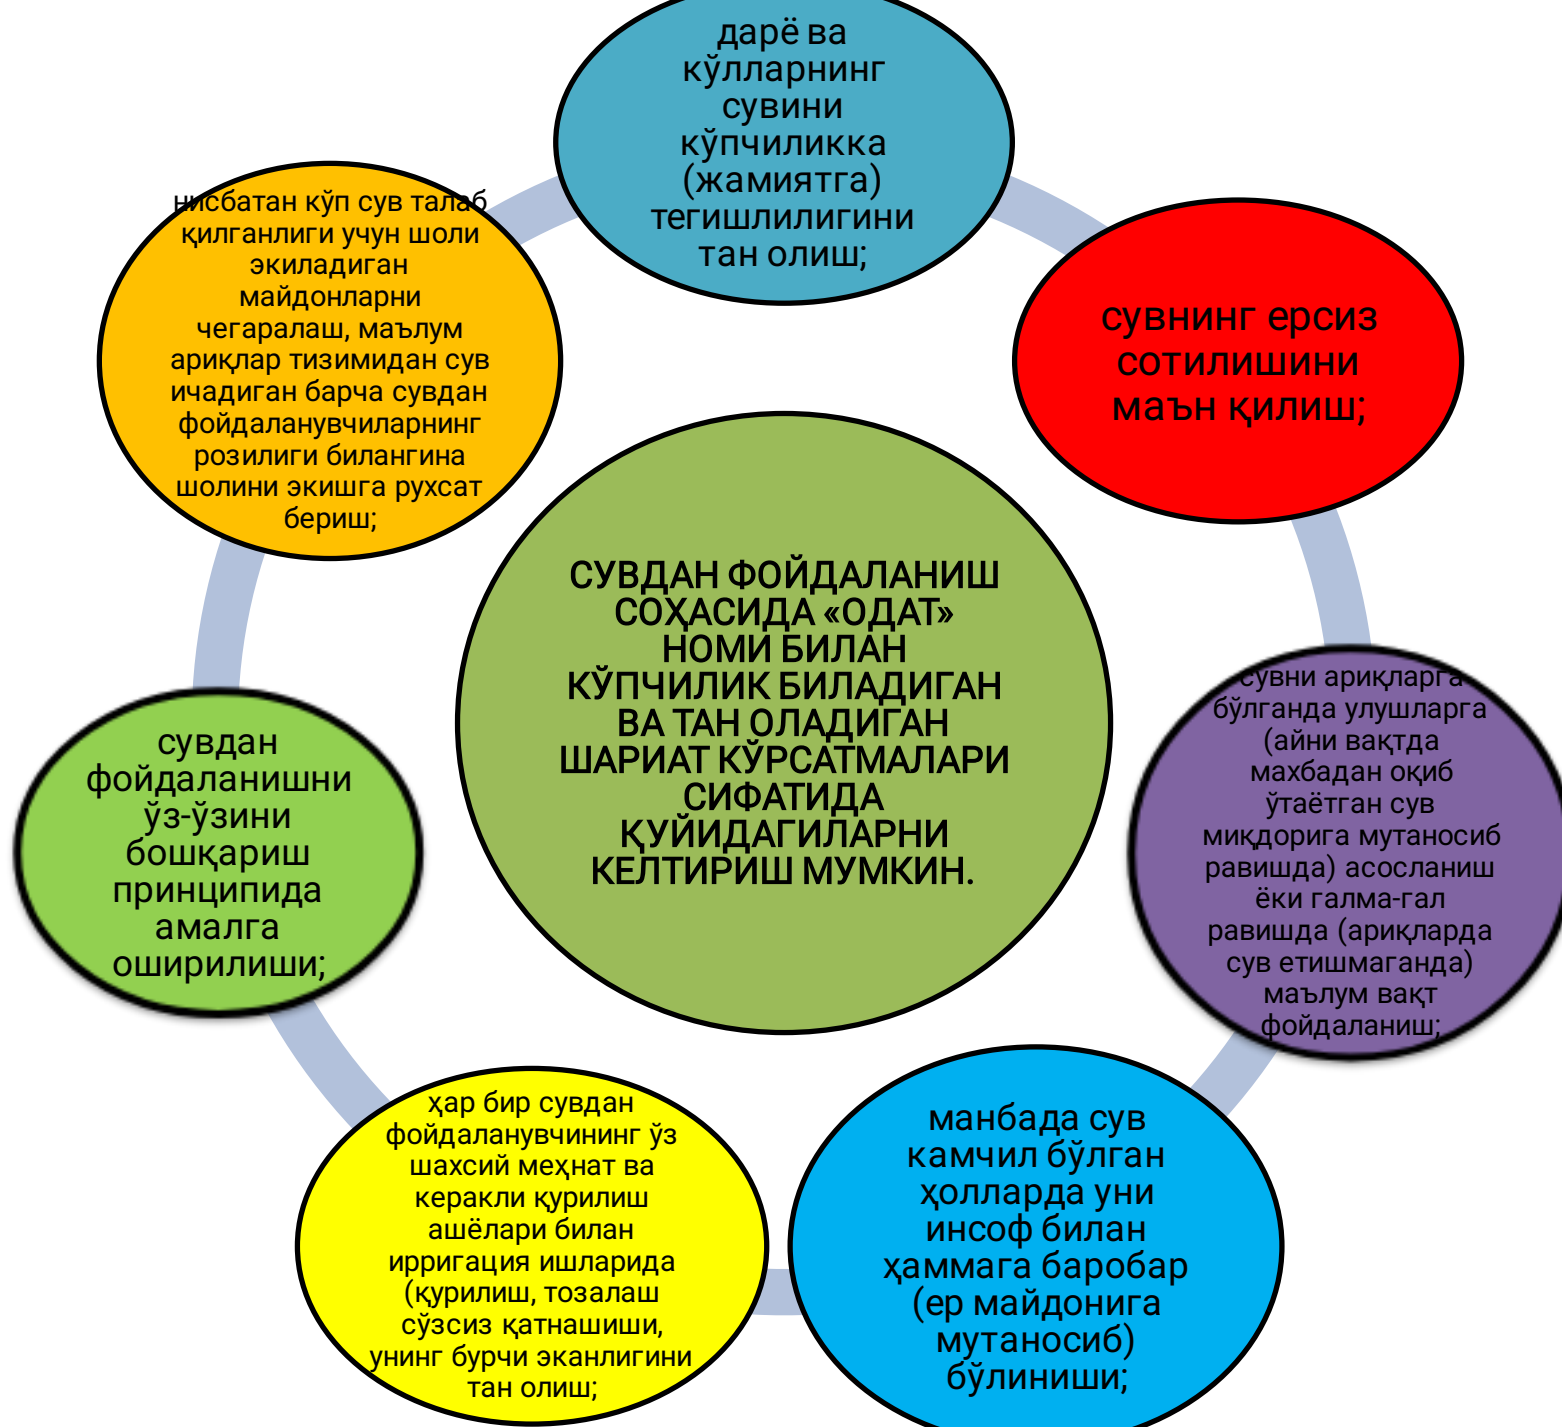 дарё ва
кўлларнинг
сувини
кўпчиликка
(жамиятга)
тегишлилигини
тан олиш;
сувнинг ерсиз
сотилишини
маън қилиш;
сувни ариқларга
бўлганда улушларга
(айни вақтда
махбадан оқиб
ўтаётган сув
миқдорига мутаносиб
равишда) асосланиш
ёки галма-гал
равишда (ариқларда
сув етишмаганда)
маълум вақт
фойдаланиш;
манбада сув
камчил бўлган
ҳолларда уни
инсоф билан
ҳаммага баробар
(ер майдонига
мутаносиб)
бўлиниши;
ҳар бир сувдан
фойдаланувчининг ўз
шахсий меҳнат ва
керакли қурилиш
ашёлари билан
ирригация ишларида
(қурилиш, тозалаш
сўзсиз қатнашиши,
унинг бурчи эканлигини
тан олиш;
сувдан
фойдаланишни
ўз-ўзини
бошқариш
принципида
амалга
оширилиши;
нисбатан кўп сув талаб
қилганлиги учун шоли
экиладиган
майдонларни
чегаралаш, маълум
ариқлар тизимидан сув
ичадиган барча сувдан
фойдаланувчиларнинг
розилиги билангина
шолини экишга рухсат
бериш;
СУВДАН ФОЙДАЛАНИШ
СОҲАСИДА «ОДАТ»
НОМИ БИЛАН
КЎПЧИЛИК БИЛАДИГАН
ВА ТАН ОЛАДИГАН
ШАРИАТ КЎРСАТМАЛАРИ
СИФАТИДА
ҚУЙИДАГИЛАРНИ
КЕЛТИРИШ МУМКИН.